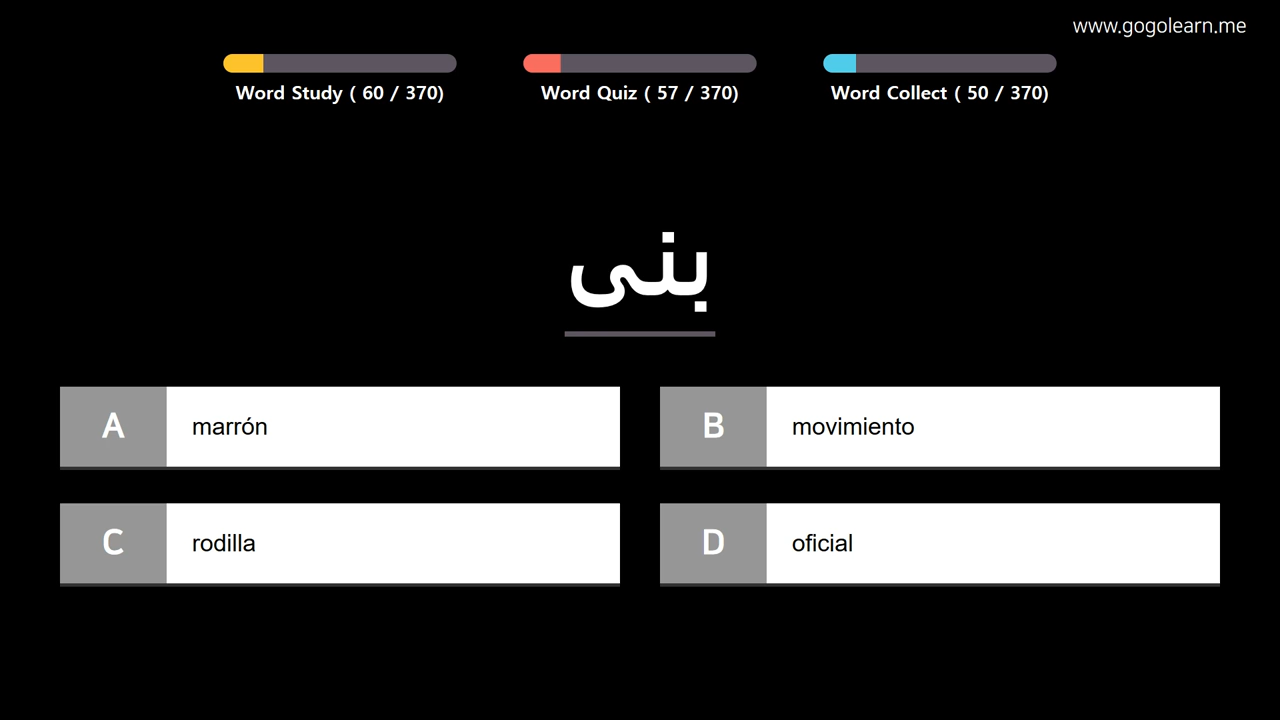 www.gogolearn.me
Word Study ( 60 / 370)
Word Quiz ( 57 / 370)
Word Collect ( 50 / 370)
بنى
A marrón
B movimiento
C rodilla
D oficial